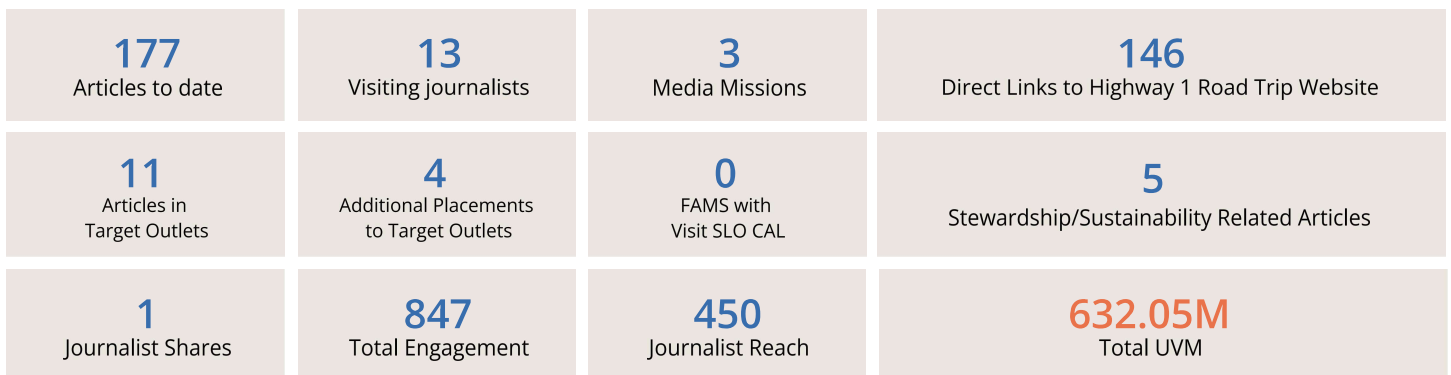 177
Articles to date
13
Visiting journalists
3
Media Missions
146
Direct Links to Highway 1 Road Trip Website
11
Articles in
Target Outlets
4
Additional Placements
to Target Outlets
0
FAMS with
Visit SLO CAL
5
Stewardship/Sustainability Related Articles
1
Journalist Shares
847
Total Engagement
450
Journalist Reach
632.05M
Total UVM